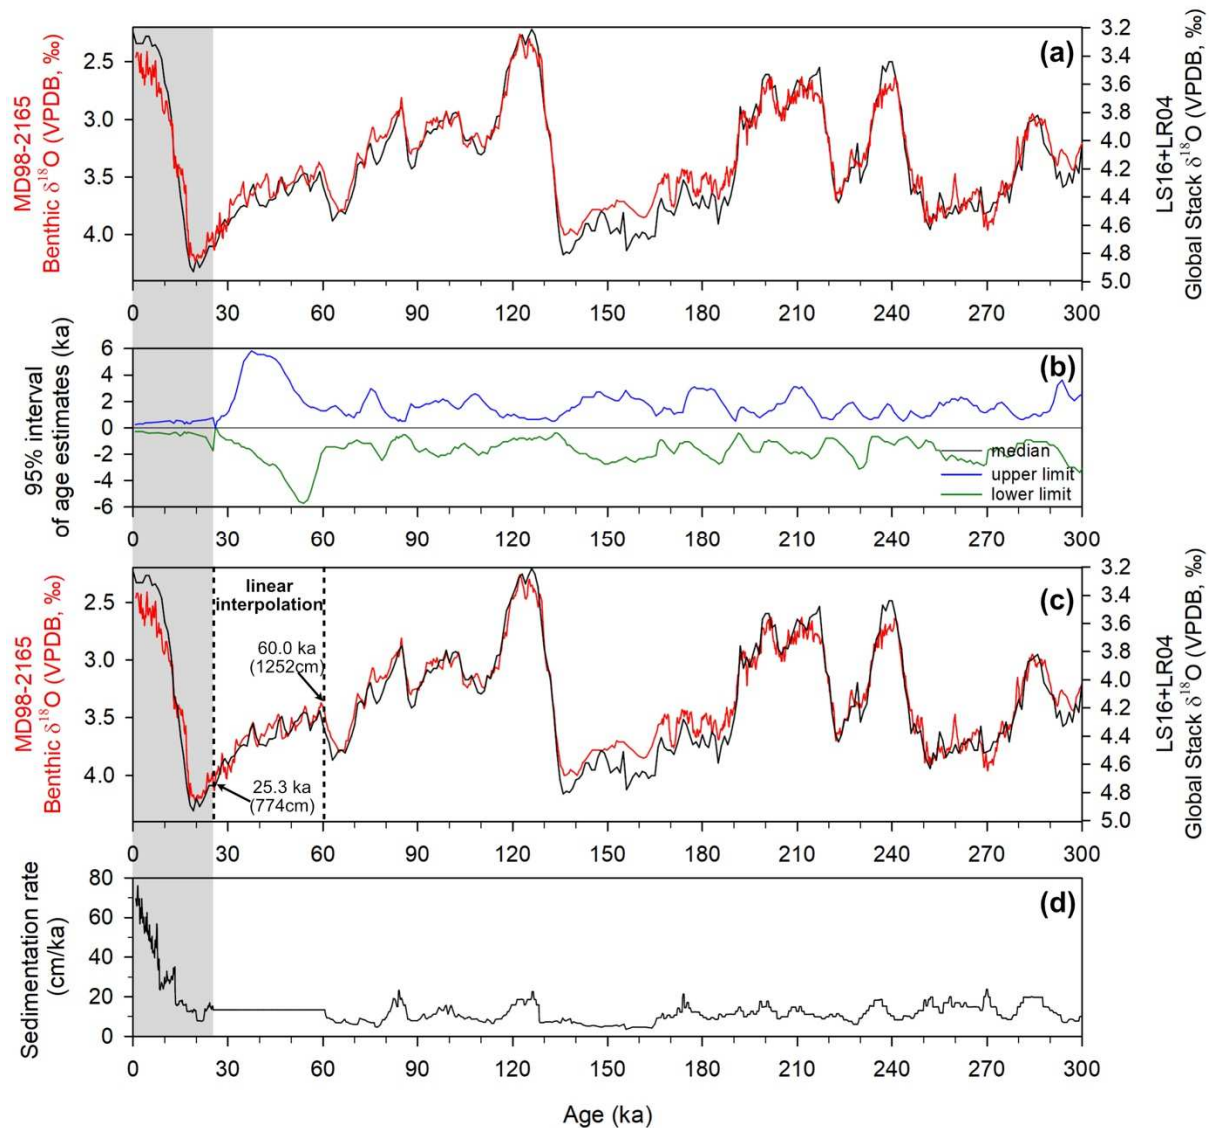 (a)
3.2
3.4
3.6
3.8
4.0
4.2
4.4
4.6
4.8
5.0
LS16+LR04
Global Stack δ18O (VPDB, ‰)
MD98-2165
Benthic δ18O (VPDB, ‰)
2.5
3.0
3.5
4.0
0 30 60 90 120 150 180 210 240 270 300
(b)
95% interval
of age estimates (ka)
6
4
2
0
-2
-4
-6
median
upper limit
lower limit
0 30 60 90 120 150 180 210 240 270 300
(c)
3.2
3.4
3.6
3.8
4.0
4.2
4.4
4.6
4.8
5.0
LS16+LR04
Global Stack δ18O (VPDB, ‰)
MD98-2165
Benthic δ18O (VPDB, ‰)
2.5
3.0
3.5
4.0
linear
interpolation
60.0 ka
(1252cm)
25.3 ka
(774cm)
0 30 60 90 120 150 180 210 240 270 300
(d)
Sedimentation rate
(cm/ka)
80
60
40
20
0
0 30 60 90 120 150 180 210 240 270 300
Age (ka)